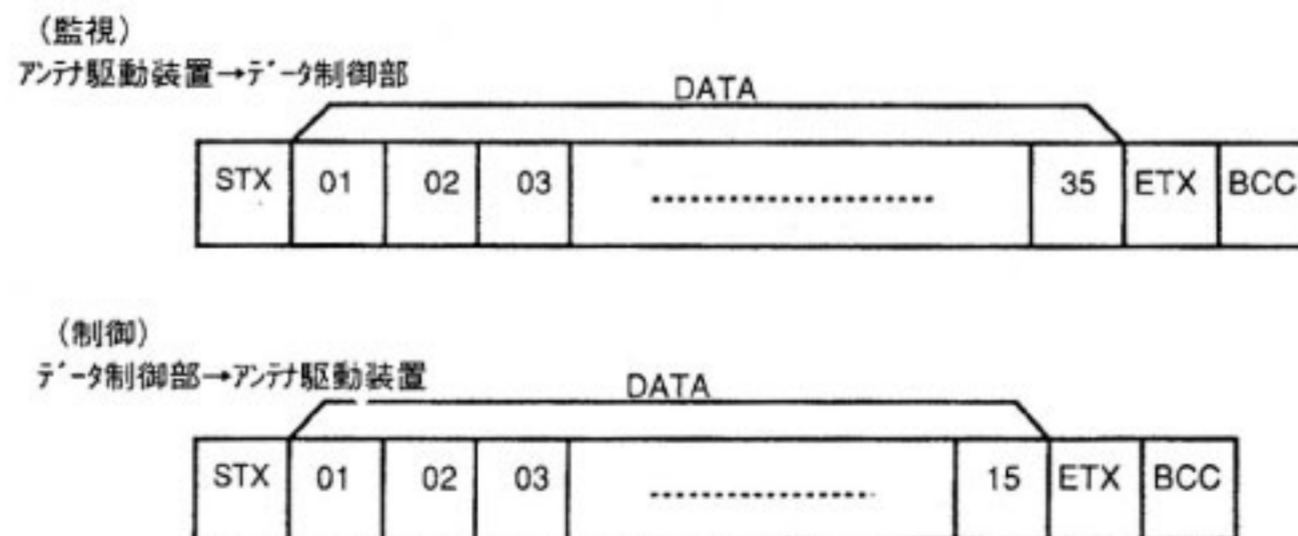 (監視)
アンテナ駆動装置→データ制御部
DATA
STX 01 02 03 ..................... 35 ETX BCC
(制御)
データ制御部→アンテナ駆動装置
DATA
STX 01 02 03 ..................... 15 ETX BCC